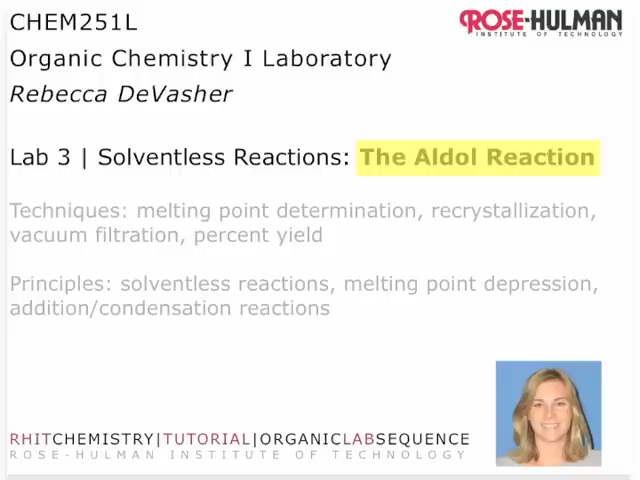 CHEM251L
ROSE-HULMAN
INSTITUTE OF TECHNOLOGY
Organic Chemistry I Laboratory
Rebecca DeVasher
Lab 3 | Solventless Reactions: The Aldol Reaction
Techniques: melting point determination, recrystallization,
vacuum filtration, percent yield
Principles: solventless reactions, melting point depression,
addition/condensation reactions
RHITCHEMISTRY|TUTORIAL|ORGANICLABSEQUENCE
ROSE-HULMAN INSTITUTE OF TECHNOLOGY